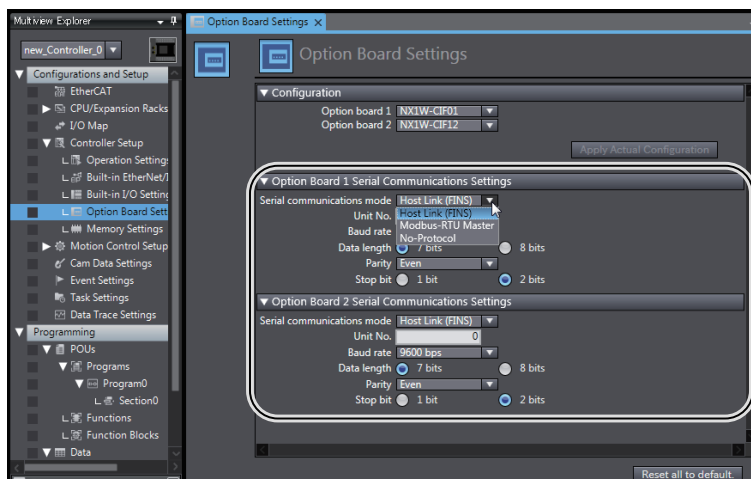 Multiview Explorer
Option Board Settings
new_Controller_0
Option Board Settings
Configurations and Setup
EtherCAT
CPU/Expansion Racks
I/O Map
Controller Setup
Operation Settings
Built-in EtherNet/I
Built-in I/O Setting
Option Board Sett
Memory Settings
Motion Control Setup
Cam Data Settings
Event Settings
Task Settings
Data Trace Settings
Programming
POUs
Programs
Program0
Section0
Functions
Function Blocks
Data
Configuration
Option board 1 NX1W-CIF01
Option board 2 NX1W-CIF12
Apply Actual Configuration
Option Board 1 Serial Communications Settings
Serial communications mode Host Link (FINS)
Host Link (FINS)
Unit No.
Modbus-RTU Master
Baud rate
No-Protocol
Data length 7 bits 8 bits
Parity Even
Stop bit 1 bit 2 bits
Option Board 2 Serial Communications Settings
Serial communications mode Host Link (FINS)
Unit No. 0
Baud rate 9600 bps
Data length 7 bits 8 bits
Parity Even
Stop bit 1 bit 2 bits
Reset all to default.